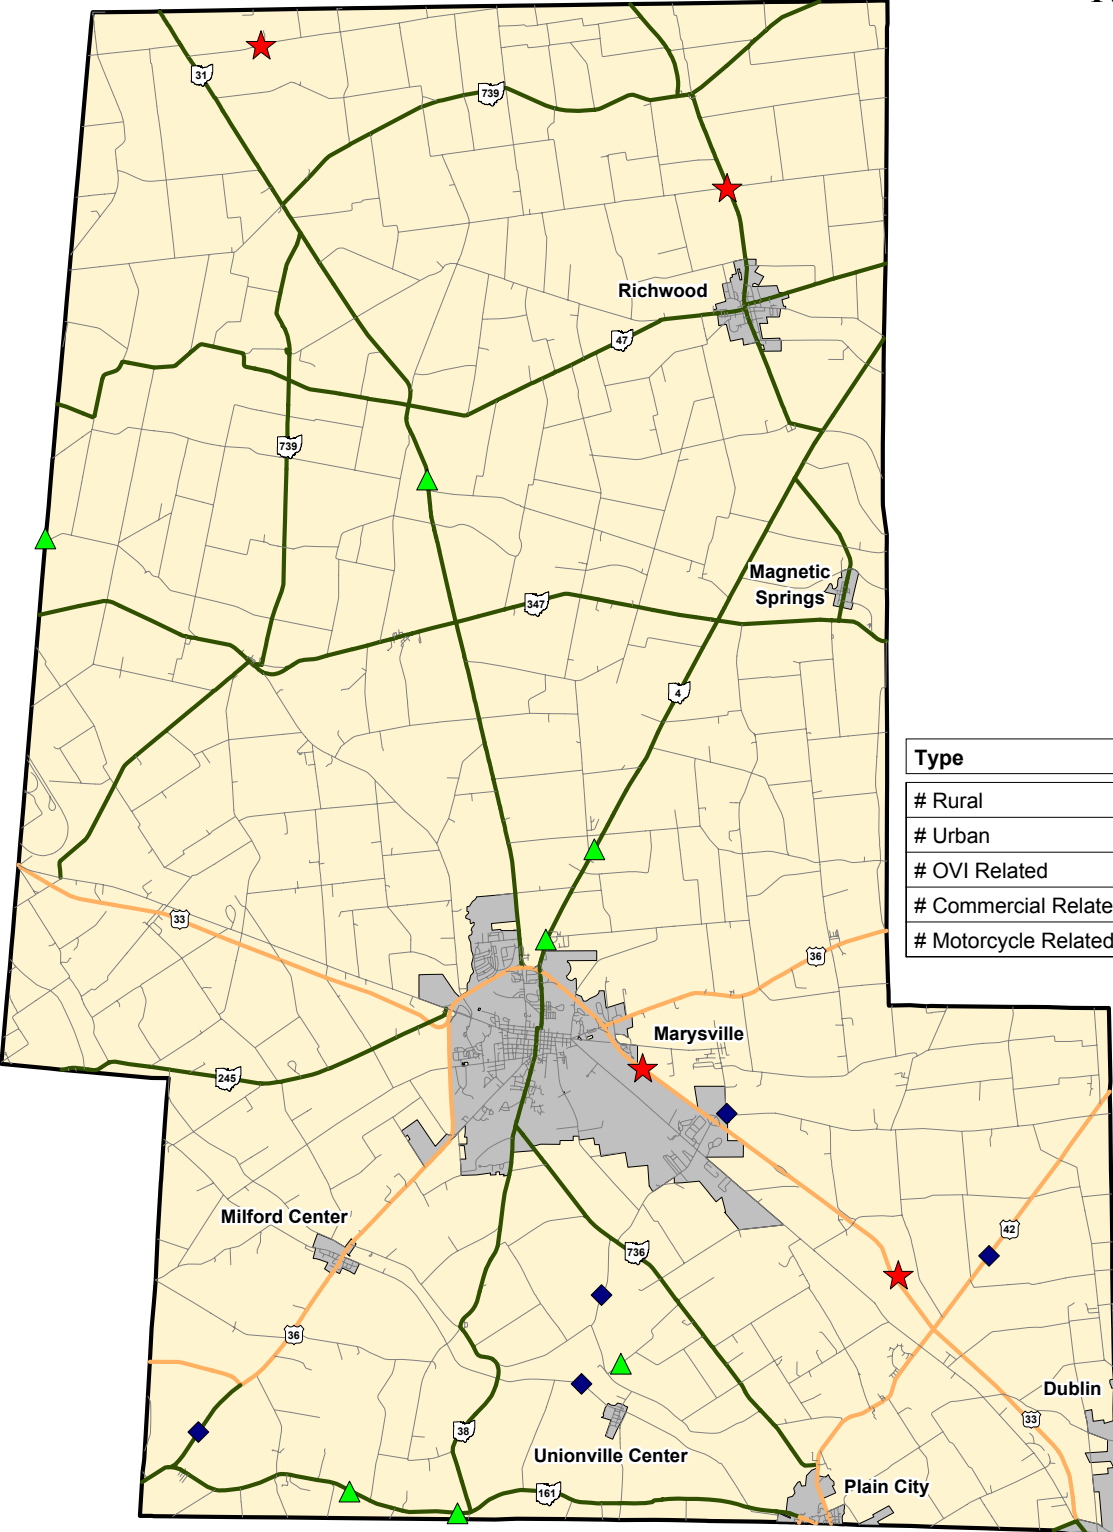 31
739
Richwood
47
739
Magnetic
Springs
347
4
Type
# Rural
# Urban
# OVI Related
# Commercial Relate
# Motorcycle Related
33
36
Marysville
245
Milford Center
42
736
36
Dublin
33
38
Unionville Center
161
Plain City